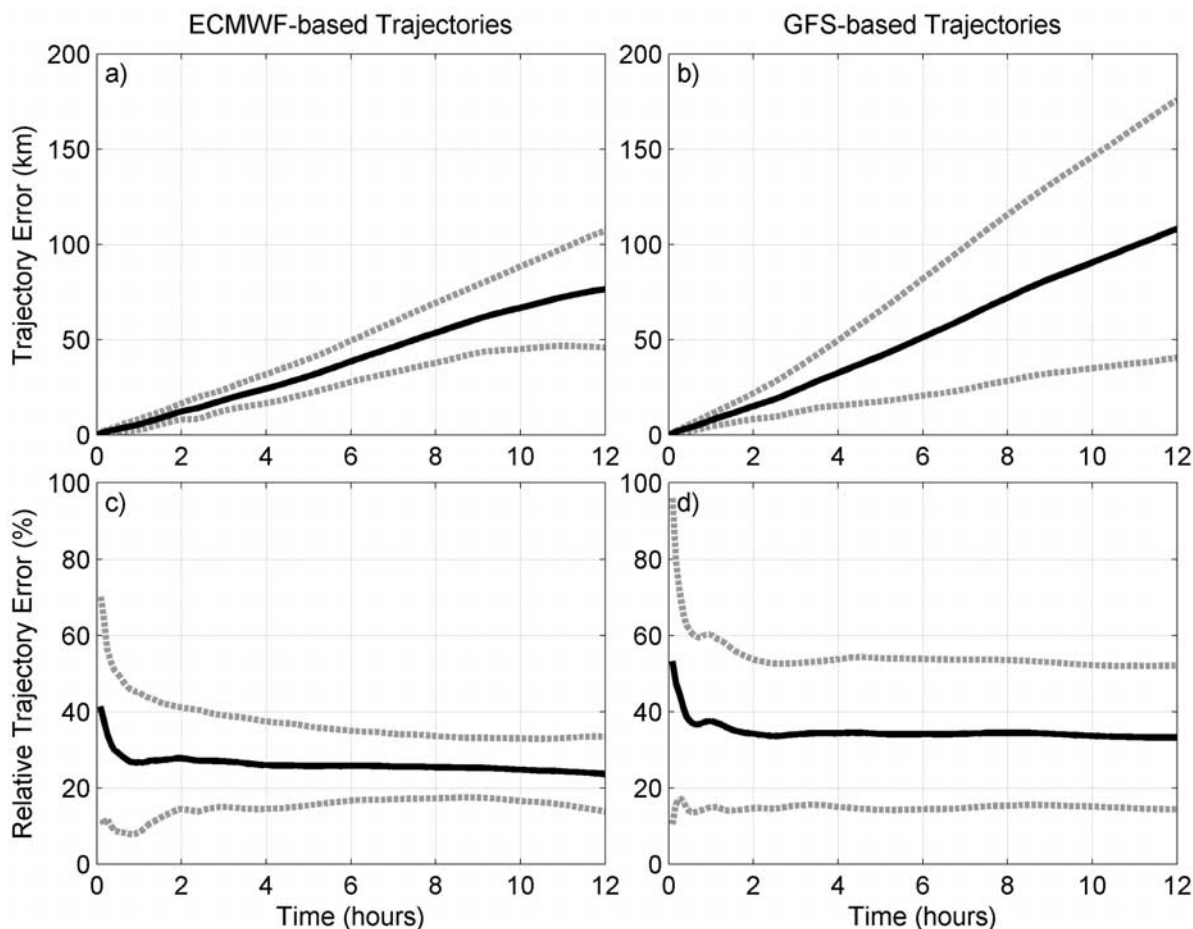 ECMWF-based Trajectories
GFS-based Trajectories
a)
200
150
100
50
0
Trajectory Error (km)
0 2 4 6 8 10 12
b)
200
150
100
50
0
0 2 4 6 8 10 12
c)
100
80
60
40
20
0
Relative Trajectory Error (%)
0 2 4 6 8 10 12
Time (hours)
d)
100
80
60
40
20
0
0 2 4 6 8 10 12
Time (hours)